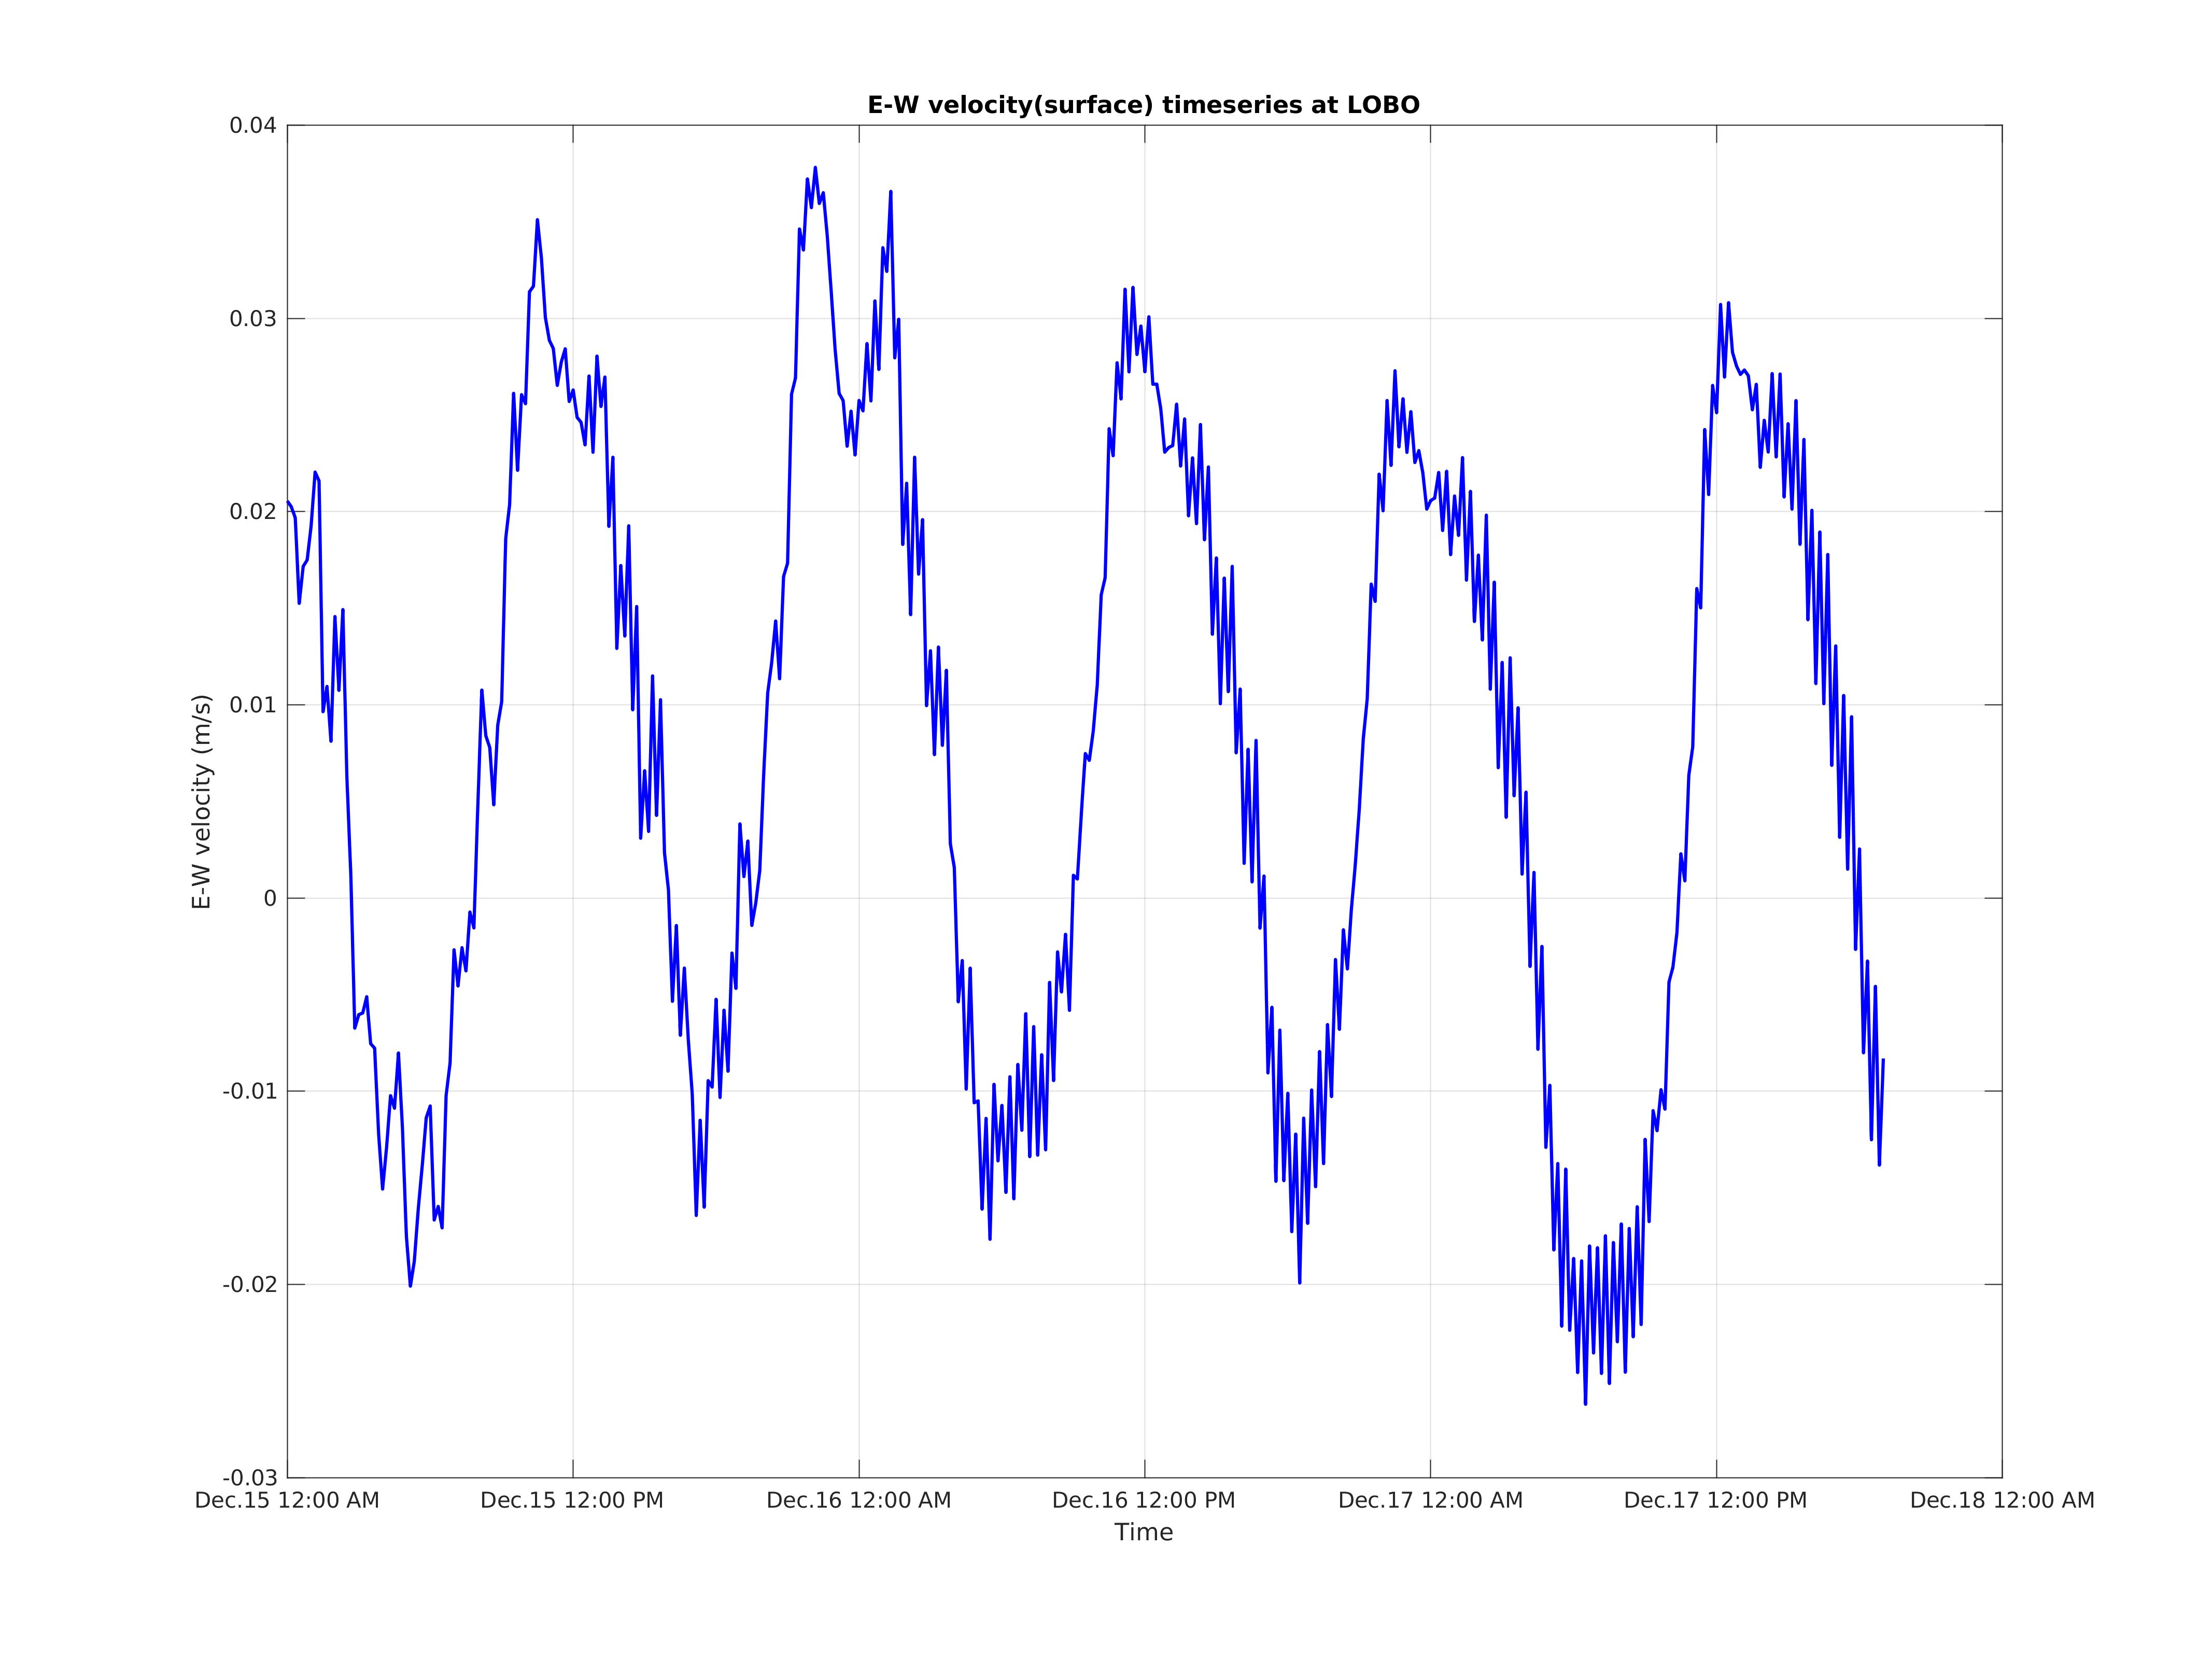 E-W velocity(surface) timeseries at LOBO
0.04
0.03
0.02
0.01
0
-0.01
-0.02
-0.03
E-W velocity (m/s)
Dec.15 12:00 AM Dec.15 12:00 PM Dec.16 12:00 AM Dec.16 12:00 PM Dec.17 12:00 AM Dec.17 12:00 PM Dec.18 12:00 AM
Time